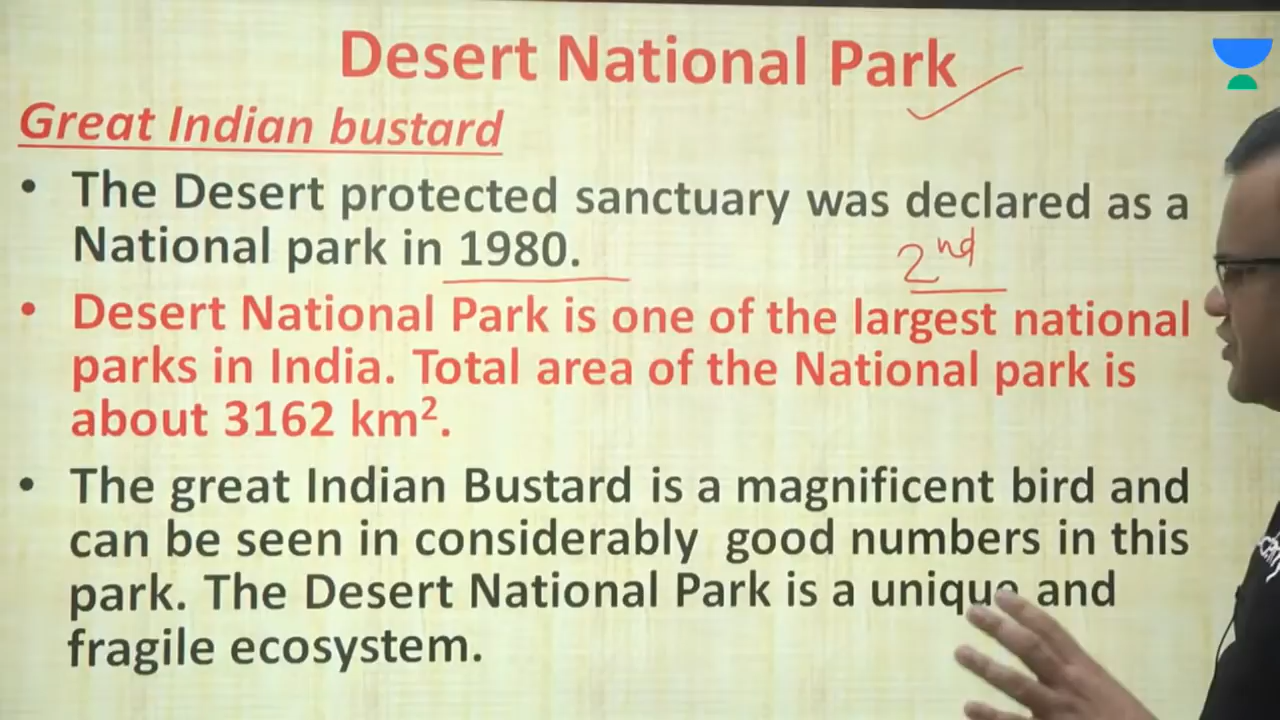 Desert National Park
Great Indian bustard
• The Desert protected sanctuary was declared as a
National park in 1980.
2nd
• Desert National Park is one of the largest national
parks in India. Total area of the National park is
about 3162 km².
• The great Indian Bustard is a magnificent bird and
can be seen in considerably good numbers in this
park. The Desert National Park is a unique and
fragile ecosystem.